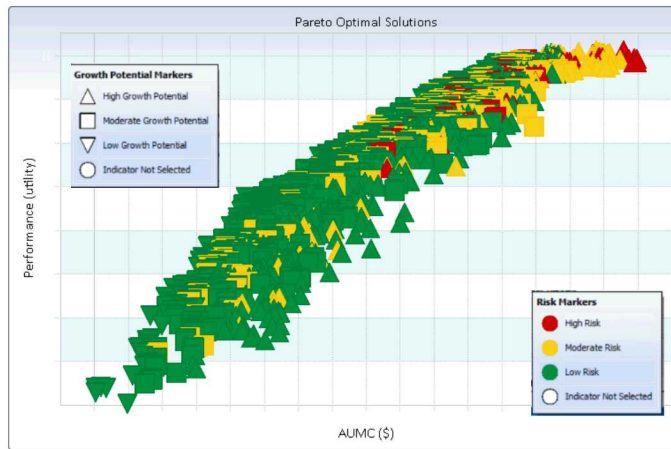 Pareto Optimal Solutions
Growth Potential Markers
High Growth Potential
Moderate Growth Potential
Low Growth Potential
Indicator Not Selected
Performance (utility)
Risk Markers
High Risk
Moderate Risk
Low Risk
Indicator Not Selected
AUMC ($)